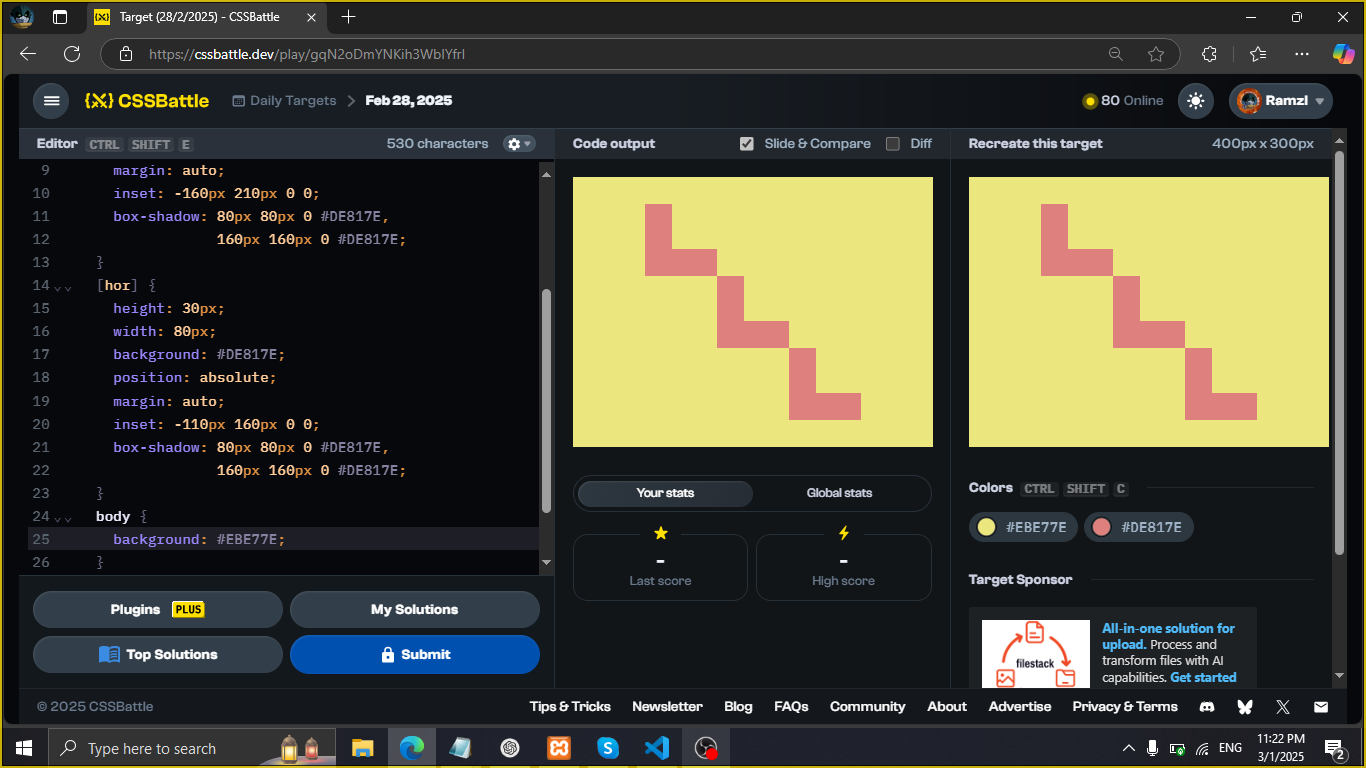 Target (28/2/2025) - CSSBattle
https://cssbattle.dev/play/gqN2oDmYNKih3WblYfrI
{X} CSSBattle
Daily Targets > Feb 28, 2025
80 Online
Ramzl
Editor CTRL SHIFT E
530 characters
9 margin: auto;
10 inset: -160px 210px 0 0;
11 box-shadow: 80px 80px 0 #DE817E,
12 160px 160px 0 #DE817E;
13 }
14 [hor] {
15 height: 30px;
16 width: 80px;
17 background: #DE817E;
18 position: absolute;
19 margin: auto;
20 inset: -110px 160px 0 0;
21 box-shadow: 80px 80px 0 #DE817E,
22 160px 160px 0 #DE817E;
23 }
24 body {
25 background: #EBE77E;
26 }
Plugins PLUS
My Solutions
Top Solutions
Submit
Code output
Slide & Compare
Diff
Your stats
Global stats
-
Last score
-
High score
Recreate this target
400px x 300px
Colors CTRL SHIFT C
#EBE77E
#DE817E
Target Sponsor
filestack
All-in-one solution for
upload. Process and
transform files with AI
capabilities. Get started
© 2025 CSSBattle
Tips & Tricks
Newsletter
Blog
FAQs
Community
About
Advertise
Privacy & Terms
Type here to search
ENG
11:22 PM
3/1/2025
2